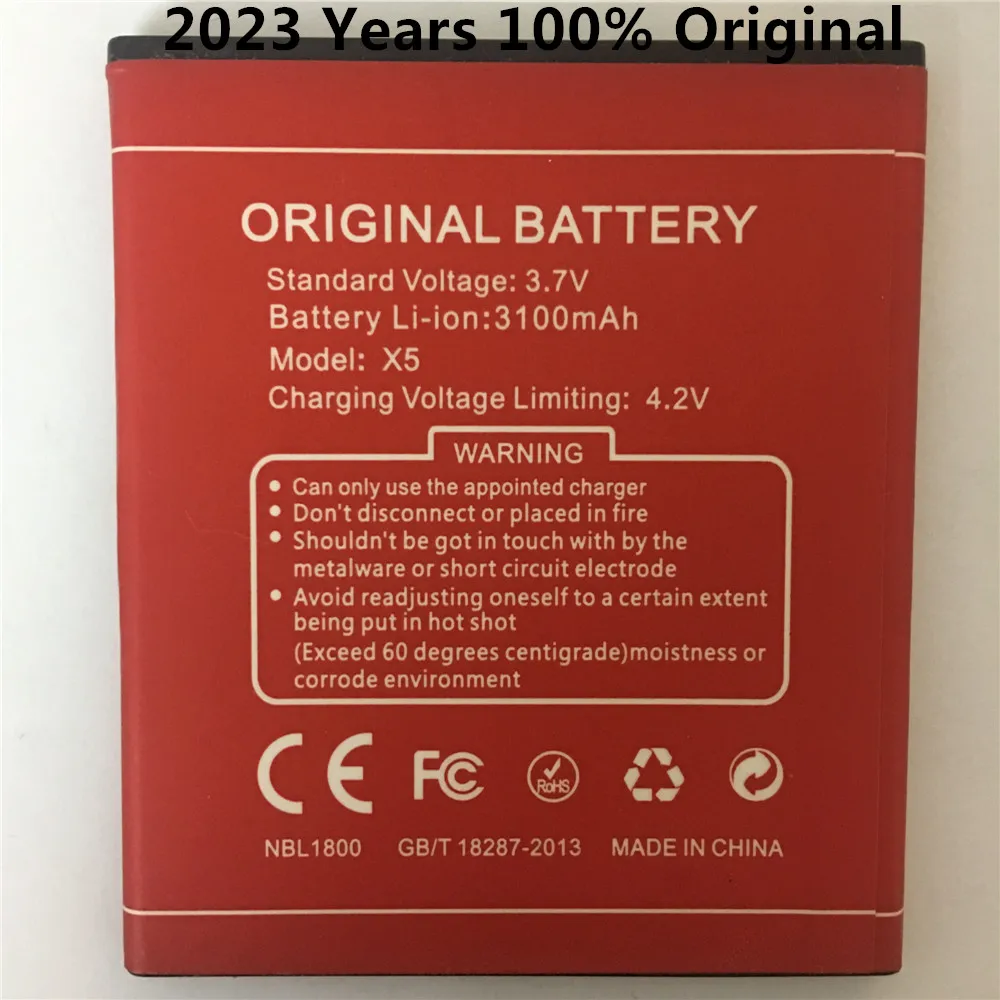 2023 Years 100% Original
ORIGINAL BATTERY
Standard Voltage: 3.7V
Battery Li-ion:3100mAh
Model: X5
Charging Voltage Limiting: 4.2V
WARNING
• Can only use the appointed charger
• Don't disconnect or placed in fire
• Shouldn't be got in touch with by the
metalware or short circuit electrode
• Avoid readjusting oneself to a certain extent
being put in hot shot
(Exceed 60 degrees centigrade)moistness or
corrode environment
CE FC RoHS
NBL1800 GB/T 18287-2013 MADE IN CHINA